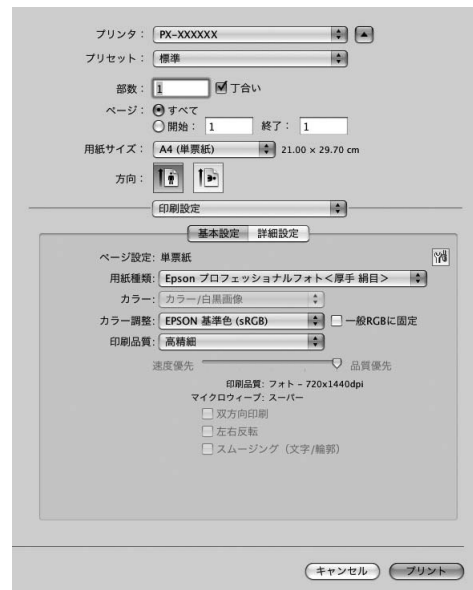 プリンタ： PX-XXXXXX
プリセット： 標準
部数： 1 丁合い
ページ： すべて
開始： 1 終了： 1
用紙サイズ： A4 (単票紙) 21.00 × 29.70 cm
方向：
印刷設定
基本設定 詳細設定
ページ設定: 単票紙
用紙種類: Epson プロフェッショナルフォト＜厚手 絹目＞
カラー: カラー/白黒画像
カラー調整: EPSON 基準色 (sRGB) 一般RGBに固定
印刷品質: 高精細
速度優先 品質優先
印刷品質: フォト - 720x1440dpi
マイクロウィーブ: スーパー
双方向印刷
左右反転
スムージング（文字/輪郭）
キャンセル プリント